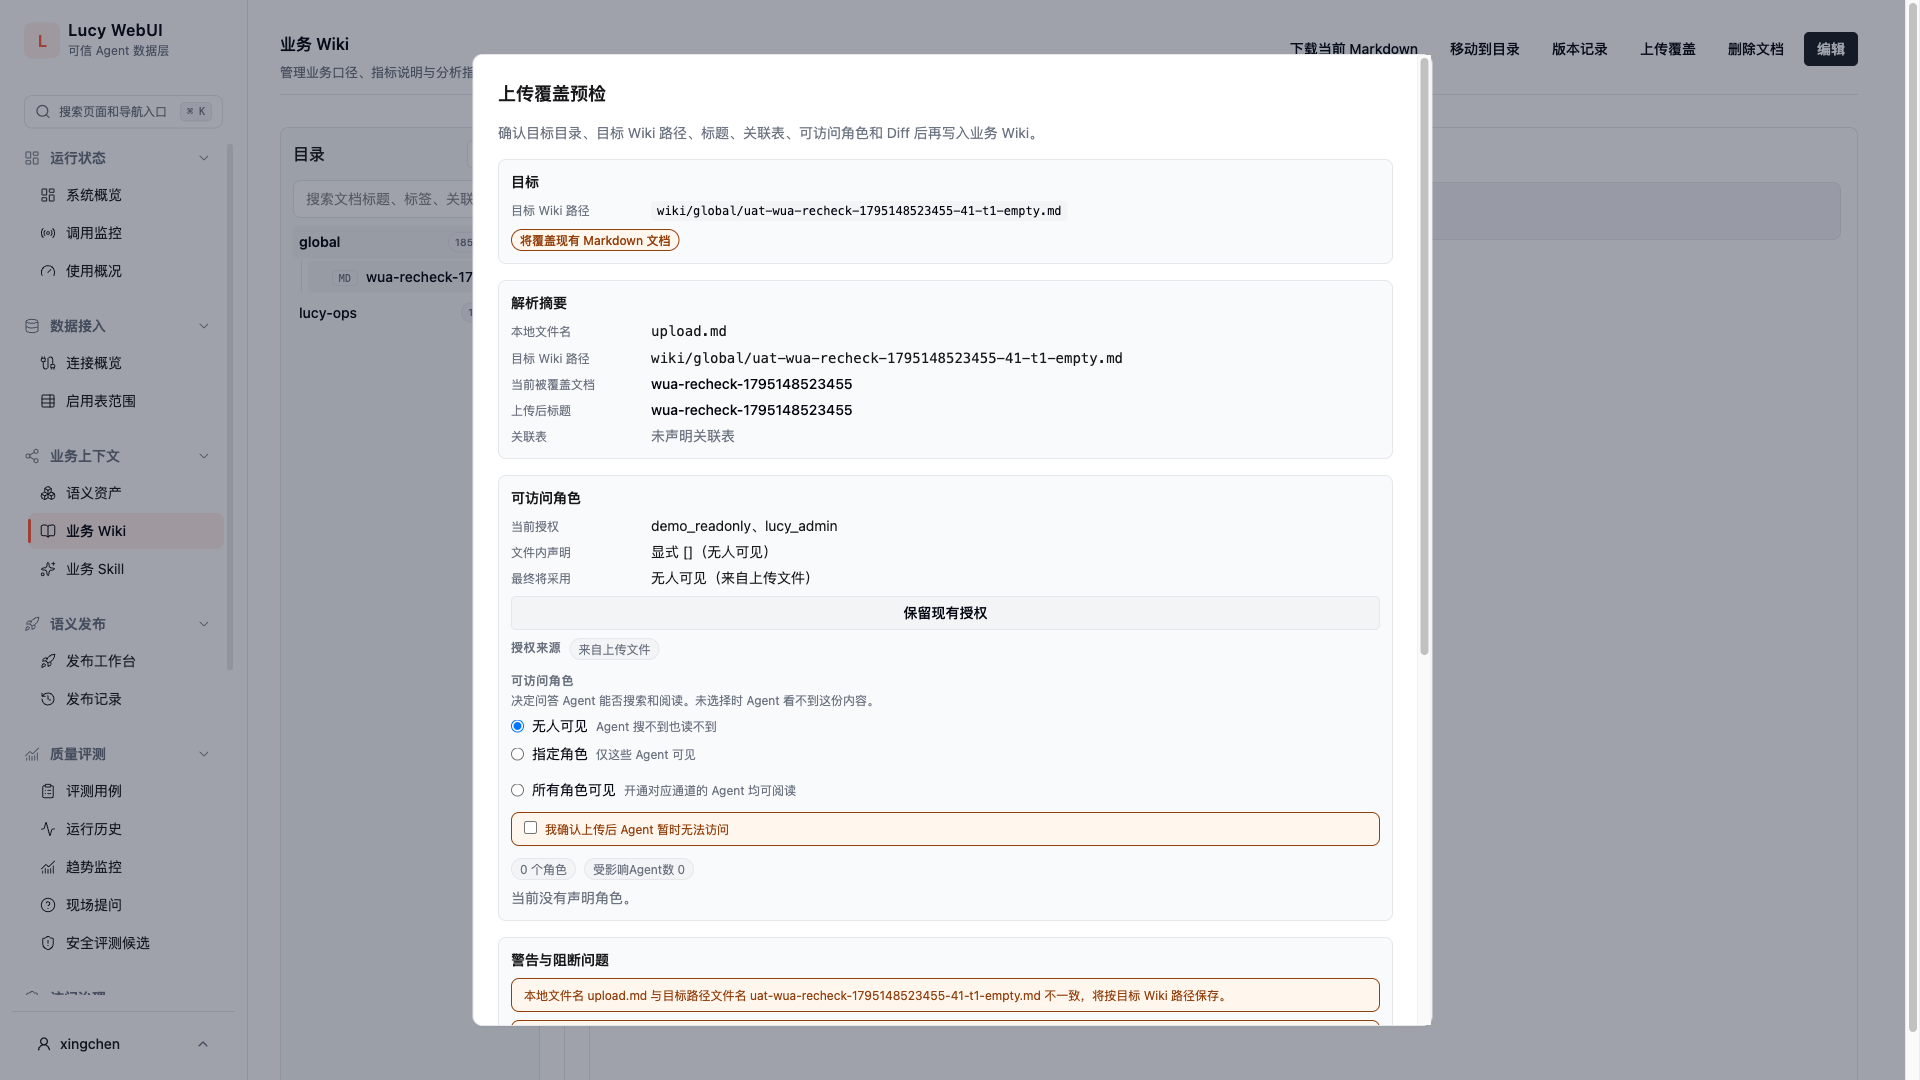 L
Lucy WebUI
可信 Agent 数据层
搜索页面和导航入口
⌘ K
运行状态
系统概览
调用监控
使用概况
数据接入
连接概览
启用表范围
业务上下文
语义资产
业务 Wiki
业务 Skill
语义发布
发布工作台
发布记录
质量评测
评测用例
运行历史
趋势监控
现场提问
安全评测候选
xingchen
业务 Wiki
管理业务口径、指标说明与分析指
下载当前 Markdown
移动到目录
版本记录
上传覆盖
删除文档
编辑
目录
搜索文档标题、标签、关联
global
185
MD
wua-recheck-17
lucy-ops
上传覆盖预检
确认目标目录、目标 Wiki 路径、标题、关联表、可访问角色和 Diff 后再写入业务 Wiki。
目标
目标 Wiki 路径
wiki/global/uat-wua-recheck-1795148523455-41-t1-empty.md
将覆盖现有 Markdown 文档
解析摘要
本地文件名
upload.md
目标 Wiki 路径
wiki/global/uat-wua-recheck-1795148523455-41-t1-empty.md
当前被覆盖文档
wua-recheck-1795148523455
上传后标题
wua-recheck-1795148523455
关联表
未声明关联表
可访问角色
当前授权
demo_readonly、lucy_admin
文件内声明
显式 []（无人可见）
最终将采用
无人可见（来自上传文件）
保留现有授权
授权来源
来自上传文件
可访问角色
决定问答 Agent 能否搜索和阅读。未选择时 Agent 看不到这份内容。
无人可见 Agent 搜不到也读不到
指定角色 仅这些 Agent 可见
所有角色可见 开通对应通道的 Agent 均可阅读
我确认上传后 Agent 暂时无法访问
0 个角色
受影响Agent数 0
当前没有声明角色。
警告与阻断问题
本地文件名 upload.md 与目标路径文件名 uat-wua-recheck-1795148523455-41-t1-empty.md 不一致，将按目标 Wiki 路径保存。